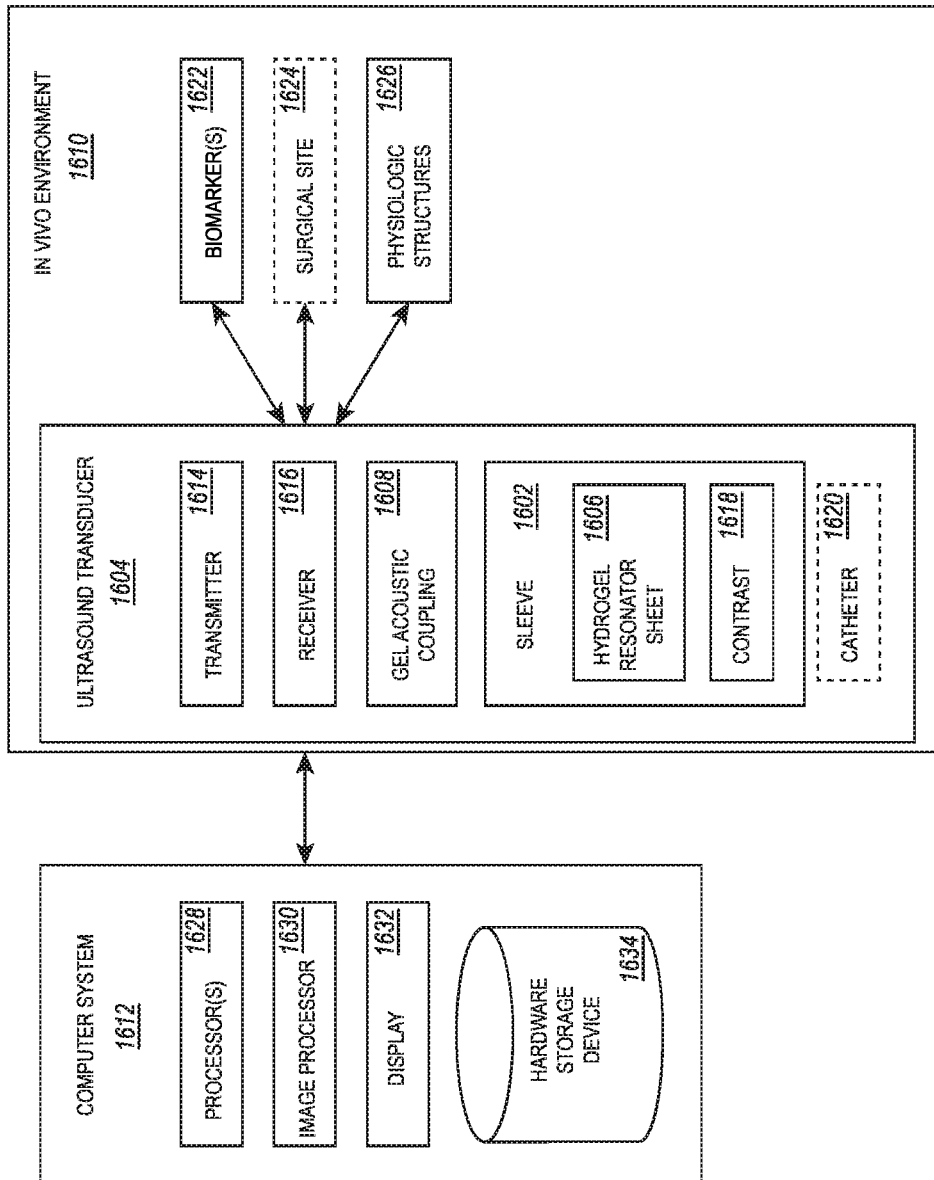 COMPUTER SYSTEM
1612
PROCESSOR(S)
1628
IMAGE PROCESSOR
1630
DISPLAY
1632
HARDWARE
STORAGE
DEVICE
1634
ULTRASOUND TRANSDUCER
1604
TRANSMITTER
1614
RECEIVER
1616
GELACOUSTIC
COUPLING
1608
SLEEVE
1602
HYDROGEL
RESONATOR
SHEET
1606
CONTRAST
1618
CATHETER
1620
IN VIVO ENVIRONMENT
1610
BIOMARKER(S)
1622
SURGICAL SITE
1624
PHYSIOLOGIC
STRUCTURES
1626